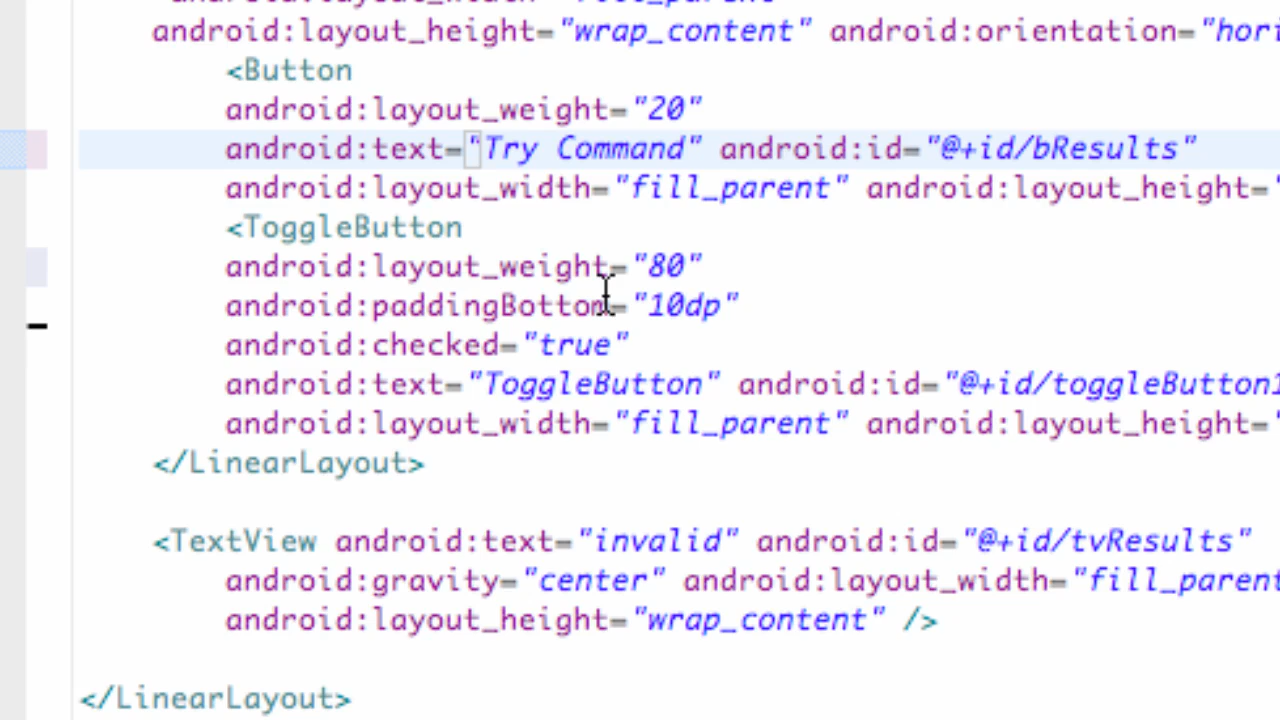 android:layout_width="fill_parent"
android:layout_height="wrap_content" android:orientation="hori
<Button
android:layout_weight="20"
android:text="Try Command" android:id="@+id/bResults"
android:layout_width="fill_parent" android:layout_height="
<ToggleButton
android:layout_weight="80"
android:paddingBottom="10dp"
android:checked="true"
android:text="ToggleButton" android:id="@+id/toggleButton1
android:layout_width="fill_parent" android:layout_height="
</LinearLayout>
<TextView android:text="invalid" android:id="@+id/tvResults"
android:gravity="center" android:layout_width="fill_parent
android:layout_height="wrap_content" />
</LinearLayout>